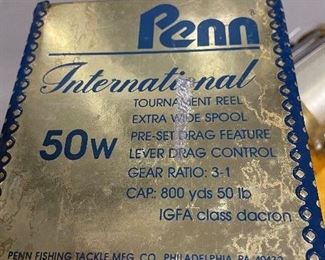 Penn®
International
50W
TOURNAMENT REEL
EXTRA WIDE SPOOL
PRE-SET DRAG FEATURE
LEVER DRAG CONTROL
GEAR RATIO: 3-1
CAP: 800 yds 50 lb
IGFA class dacron
PENN FISHING TACKLE MFG. CO. PHILADELPHIA, PA